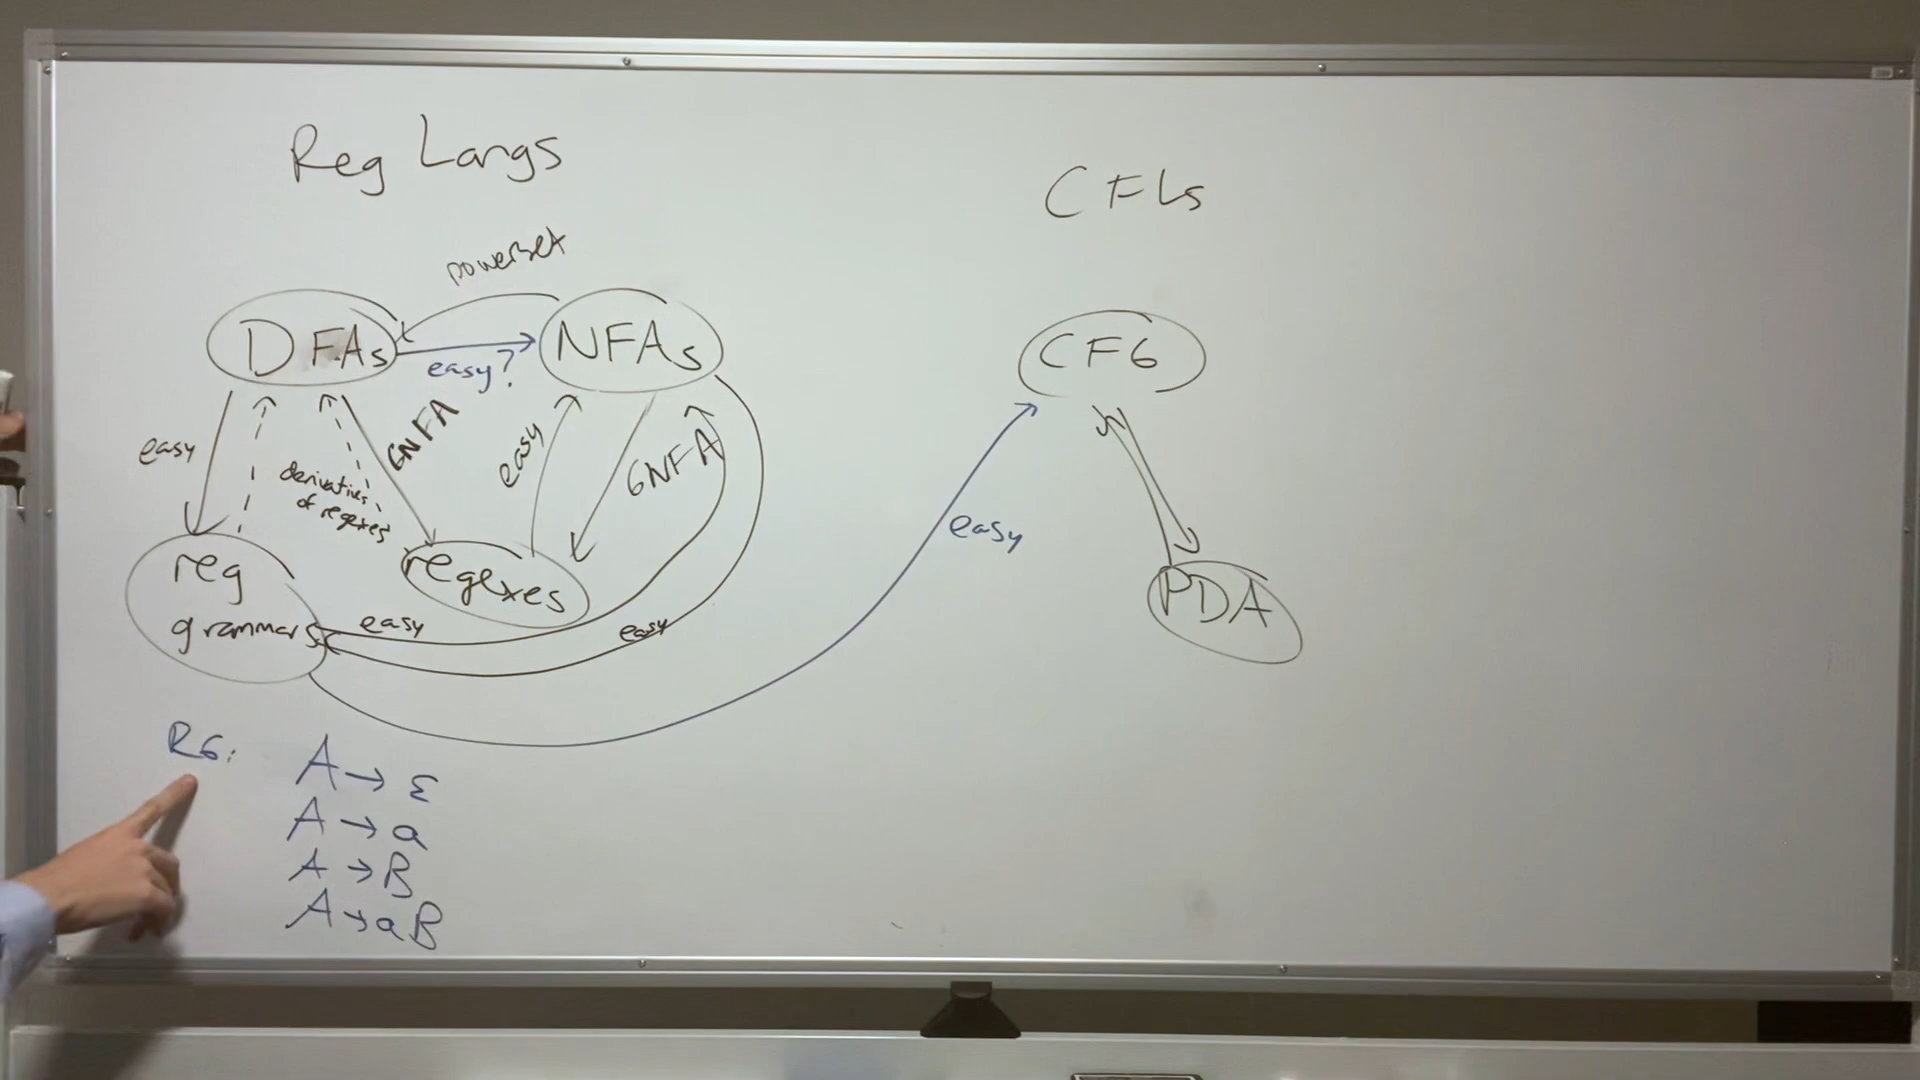 Reg Langs
CFLs
powerset
DFAs
NFAs
easy?
CFG
easy
GNFA
easy
GNFA
derivatives
of regexes
easy
reg
grammars
regexes
PDA
easy
easy
RG:
A → ε
A → a
A → B
A → aB